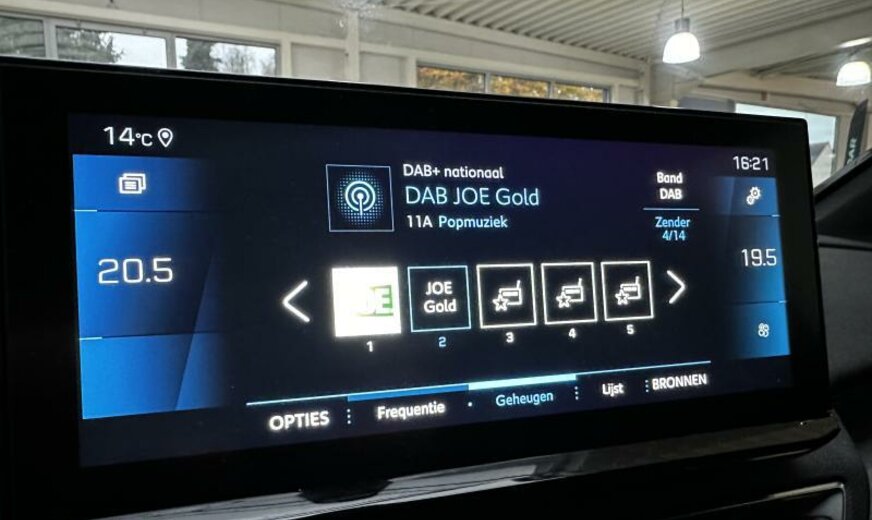 14°C
16:21
DAB+ nationaal
DAB JOE Gold
11A Popmuziek
Band
DAB
Zender
4/14
20.5
19.5
JOE
Gold
1
2
3
4
5
OPTIES
Frequentie
Geheugen
Lijst
BRONNEN